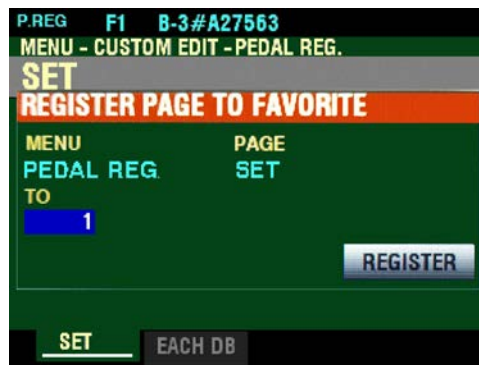 P.REG F1 B-3#A27563
MENU - CUSTOM EDIT - PEDAL REG.
SET
REGISTER PAGE TO FAVORITE
MENU PAGE
PEDAL REG. SET
TO
1
REGISTER
SET EACH DB